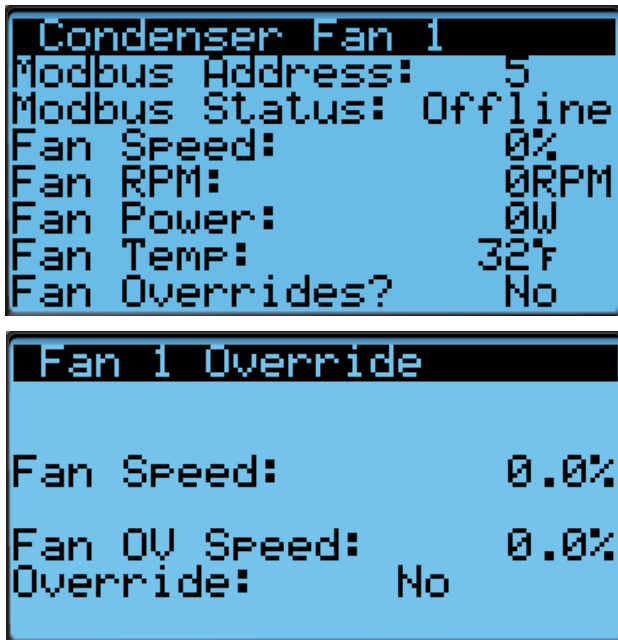 Condenser Fan 1
Modbus Address: 5
Modbus Status: Offline
Fan Speed: 0%
Fan RPM: 0RPM
Fan Power: 0W
Fan Temp: 32°F
Fan Overrides? No
Fan 1 Override
Fan Speed: 0.0%
Fan OV Speed: 0.0%
Override: No